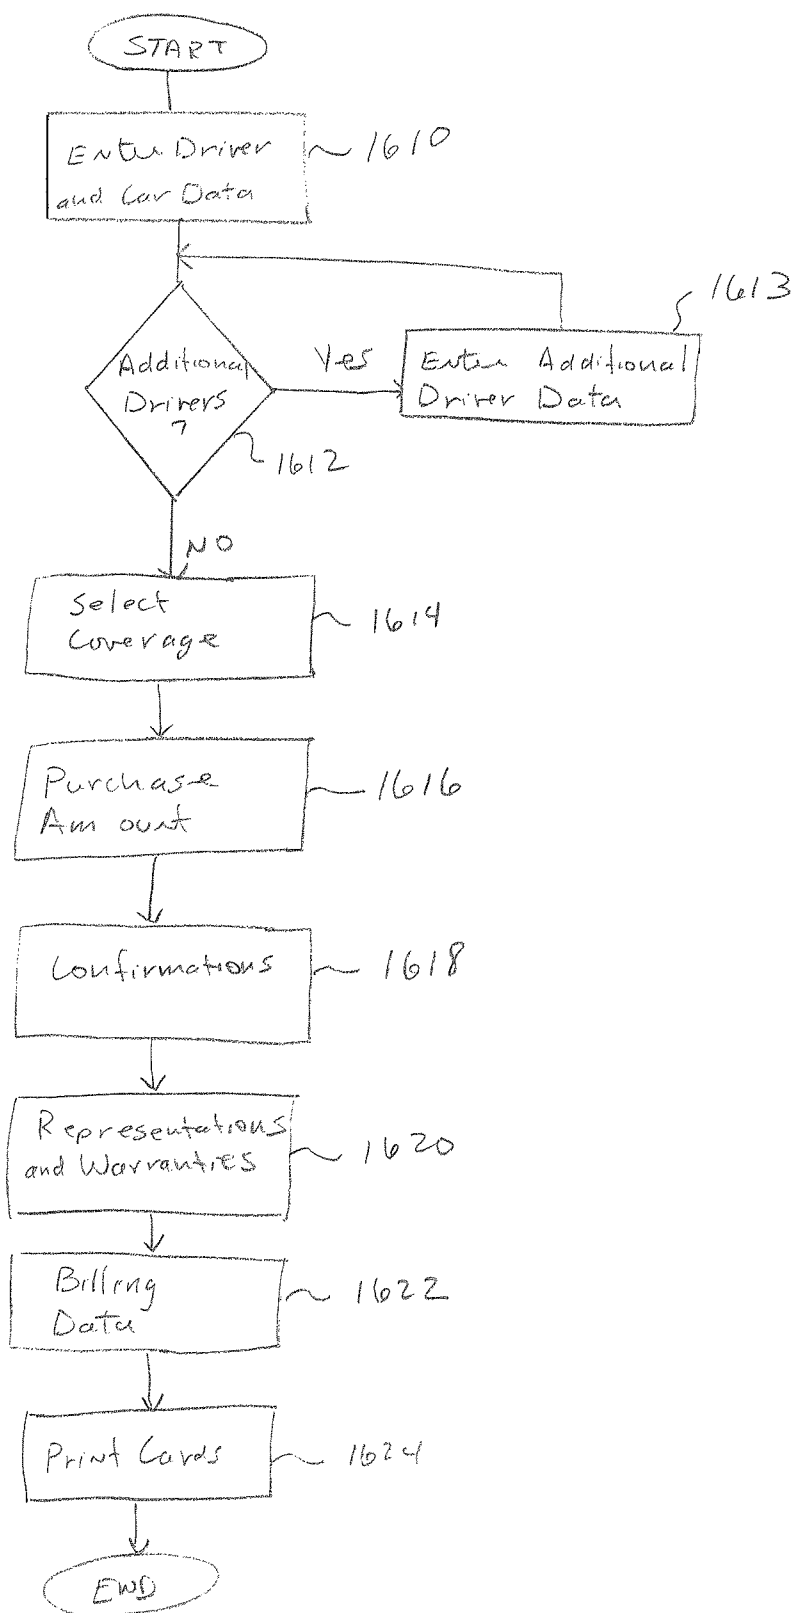 START
Enter Driver
and Car Data
1610
1613
Additional
Drivers
?
Yes
Enter Additional
Driver Data
1612
NO
Select
Coverage
1614
Purchase
Amount
1616
Confirmations
1618
Representations
and Warranties
1620
Billing
Data
1622
Print Cards
1624
END